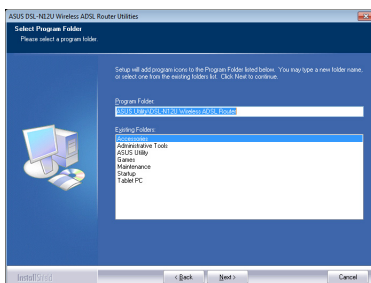 ASUS DSL-N12U Wireless ADSL Router Utilities
Select Program Folder
Please select a program folder.
Setup will add program icons to the Program Folder listed below. You may type a new folder name, or select one from the existing folders list. Click Next to continue.
Program Folder:
ASUS Utility\DSL-N12U Wireless ADSL Router
Existing Folders:
Accessories
Administrative Tools
ASUS Utility
Games
Maintenance
Startup
Tablet PC
InstallShield
< Back
Next >
Cancel